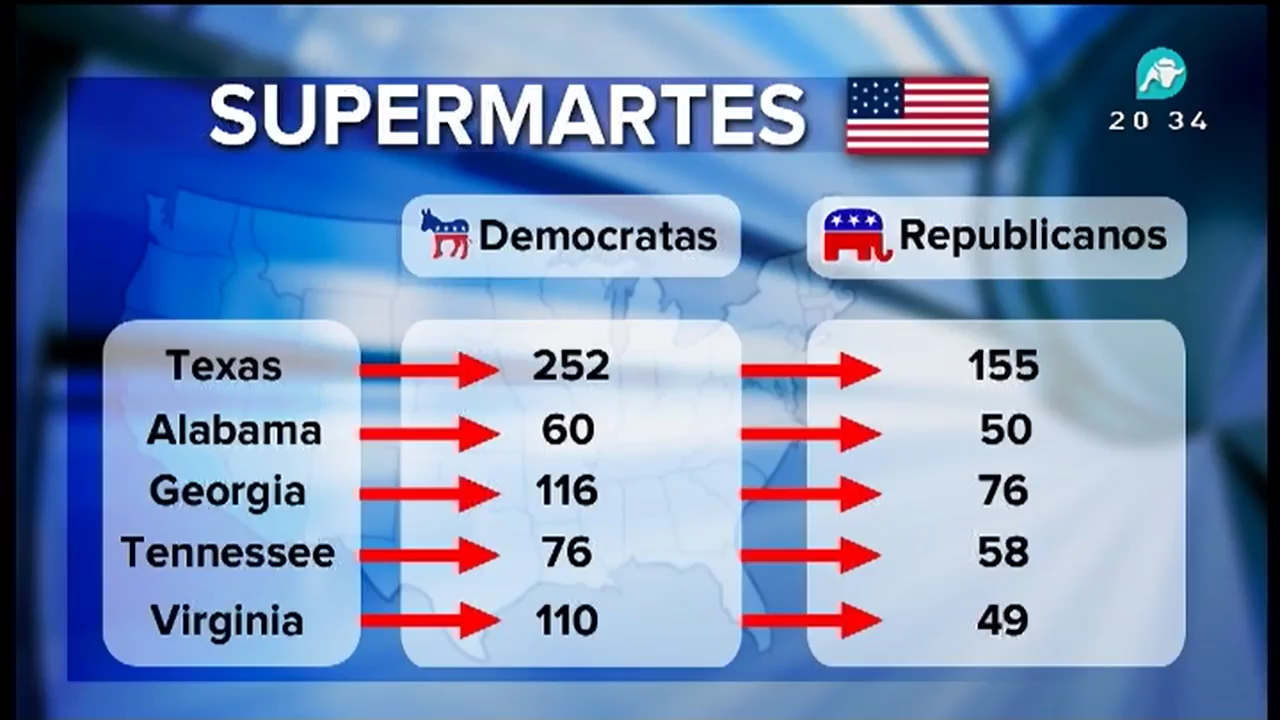 SUPERMARTES
20 34
Democratas Republicanos
Texas 252 155
Alabama 60 50
Georgia 116 76
Tennessee 76 58
Virginia 110 49